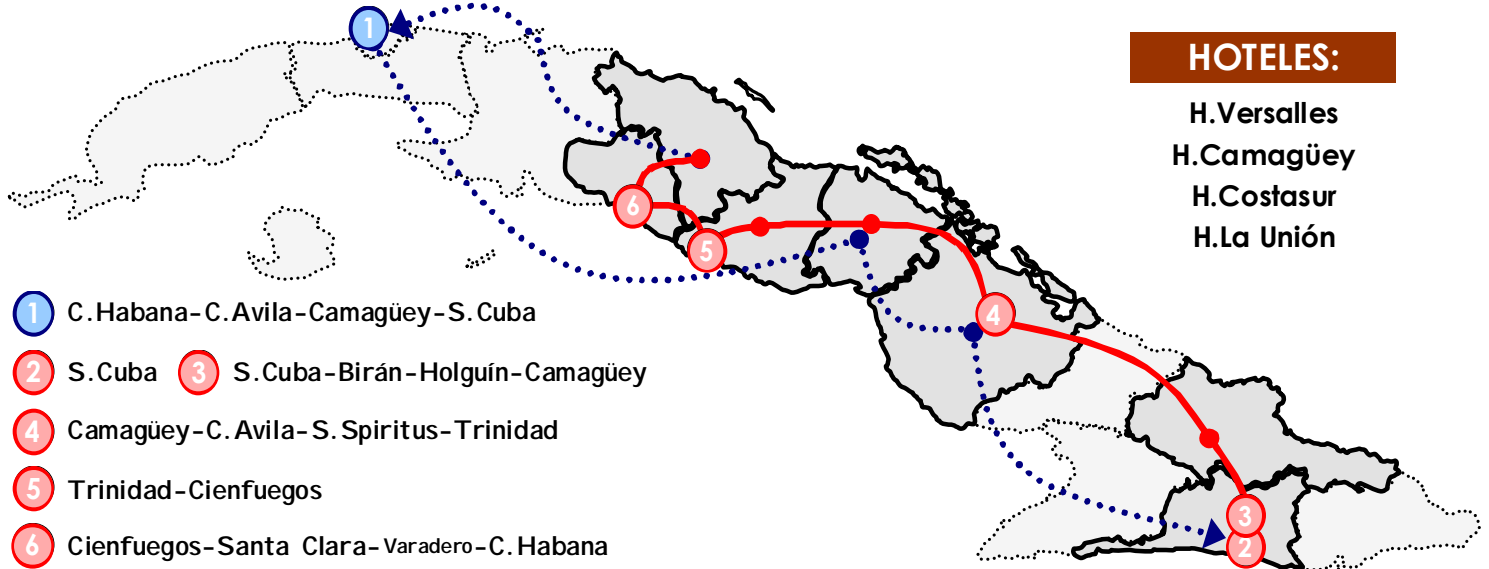 1
HOTELES:
H.Versalles
H.Camagüey
H.Costasur
H.La Unión
6
5
4
3
2
1 C.Habana-C.Avila-Camagüey-S.Cuba
2 S.Cuba 3 S.Cuba-Birán-Holguín-Camagüey
4 Camagüey-C.Avila-S.Spiritus-Trinidad
5 Trinidad-Cienfuegos
6 Cienfuegos-Santa Clara-Varadero-C.Habana